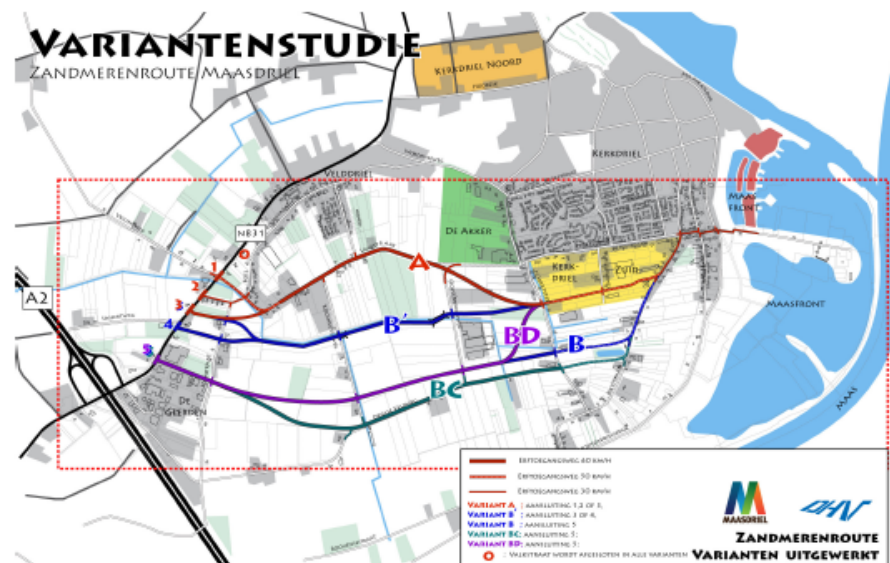 VARIANTENSTUDIE
ZANDMERENROUTE MAASDRIEL
KERKDRIEL NOORD
KERKDRIEL
VELDDRIEL
MAAS
FRONT
DE AKKER
N831
KERK-
DRIEL
ZUID
A
1
2
3
4
A2
B'
BD
B
BC
MAASFRONT
MAAS
DE
GEERDEN
ERFTOEGANGSWEG 60 KM/H
ERFTOEGANGSWEG 50 KM/H
ERFTOEGANGSWEG 30 KM/H
VARIANT A : AANSLUITING 1,2 OF 3,
VARIANT B' : AANSLUITING 3 OF 4,
VARIANT B : AANSLUITING 5
VARIANT BC: AANSLUITING 5;
VARIANT BD: AANSLUITING 5;
: VALKSTRAAT WORDT AFGESLOTEN IN ALLE VARIANTEN
MAASDRIEL
DHV
ZANDMERENROUTE
VARIANTEN UITGEWERKT